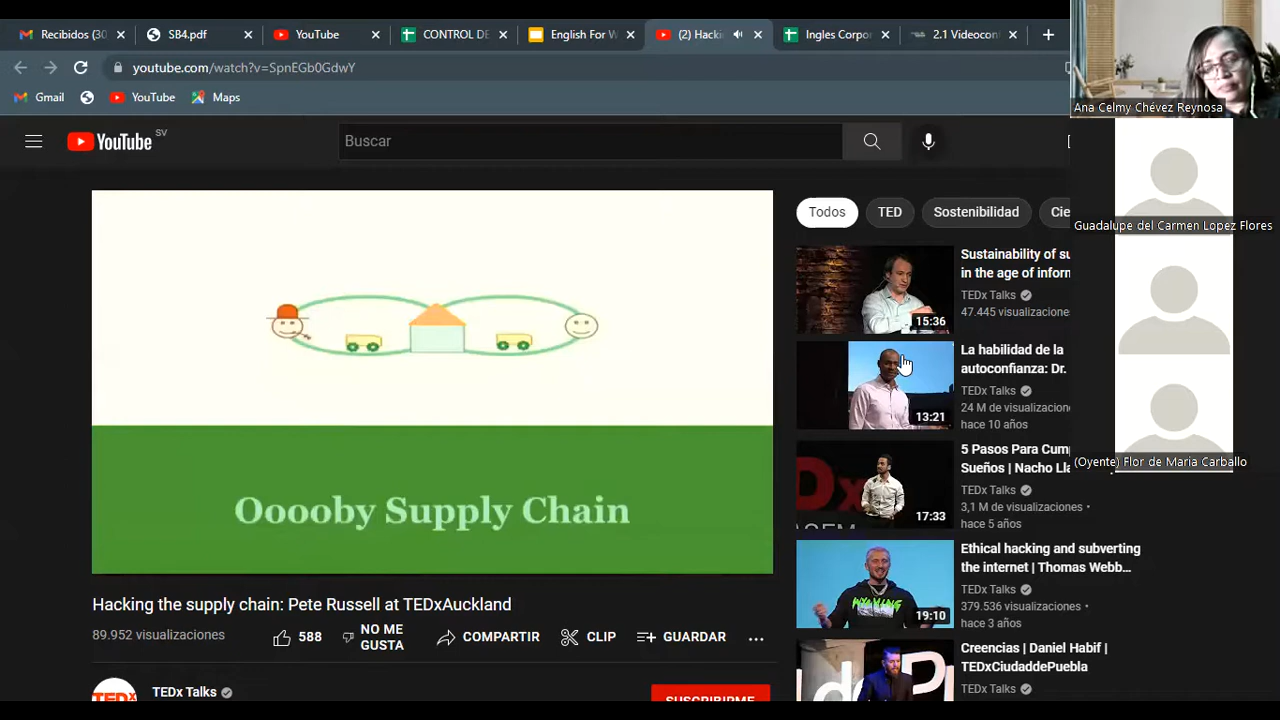 Recibidos (30
SB4.pdf
YouTube
CONTROL DE
English For W
(2) Hacki
Ingles Corpor
2.1 Videocon
youtube.com/watch?v=SpnEGb0GdwY
Gmail
YouTube
Maps
Ana Celmy Chévez Reynosa
YouTube SV
Buscar
Guadalupe del Carmen Lopez Flores
(Oyente) Flor de Maria Carballo
Ooooby Supply Chain
Hacking the supply chain: Pete Russell at TEDxAuckland
89.952 visualizaciones
588
NO ME
GUSTA
COMPARTIR
CLIP
GUARDAR
TEDx
TEDx Talks
SUSCRIBIRME
Todos
TED
Sostenibilidad
Cie
Sustainability of su
in the age of inform
TEDx Talks
47.445 visualizacione
15:36
La habilidad de la
autoconfianza: Dr.
TEDx Talks
24 M de visualizacione
hace 10 años
13:21
5 Pasos Para Cump
Sueños | Nacho Lla
TEDx Talks
3,1 M de visualizaciones •
hace 5 años
17:33
Ethical hacking and subverting
the internet | Thomas Webb...
TEDx Talks
379.536 visualizaciones •
hace 3 años
19:10
Creencias | Daniel Habif |
TEDxCiudaddePuebla
TEDx Talks